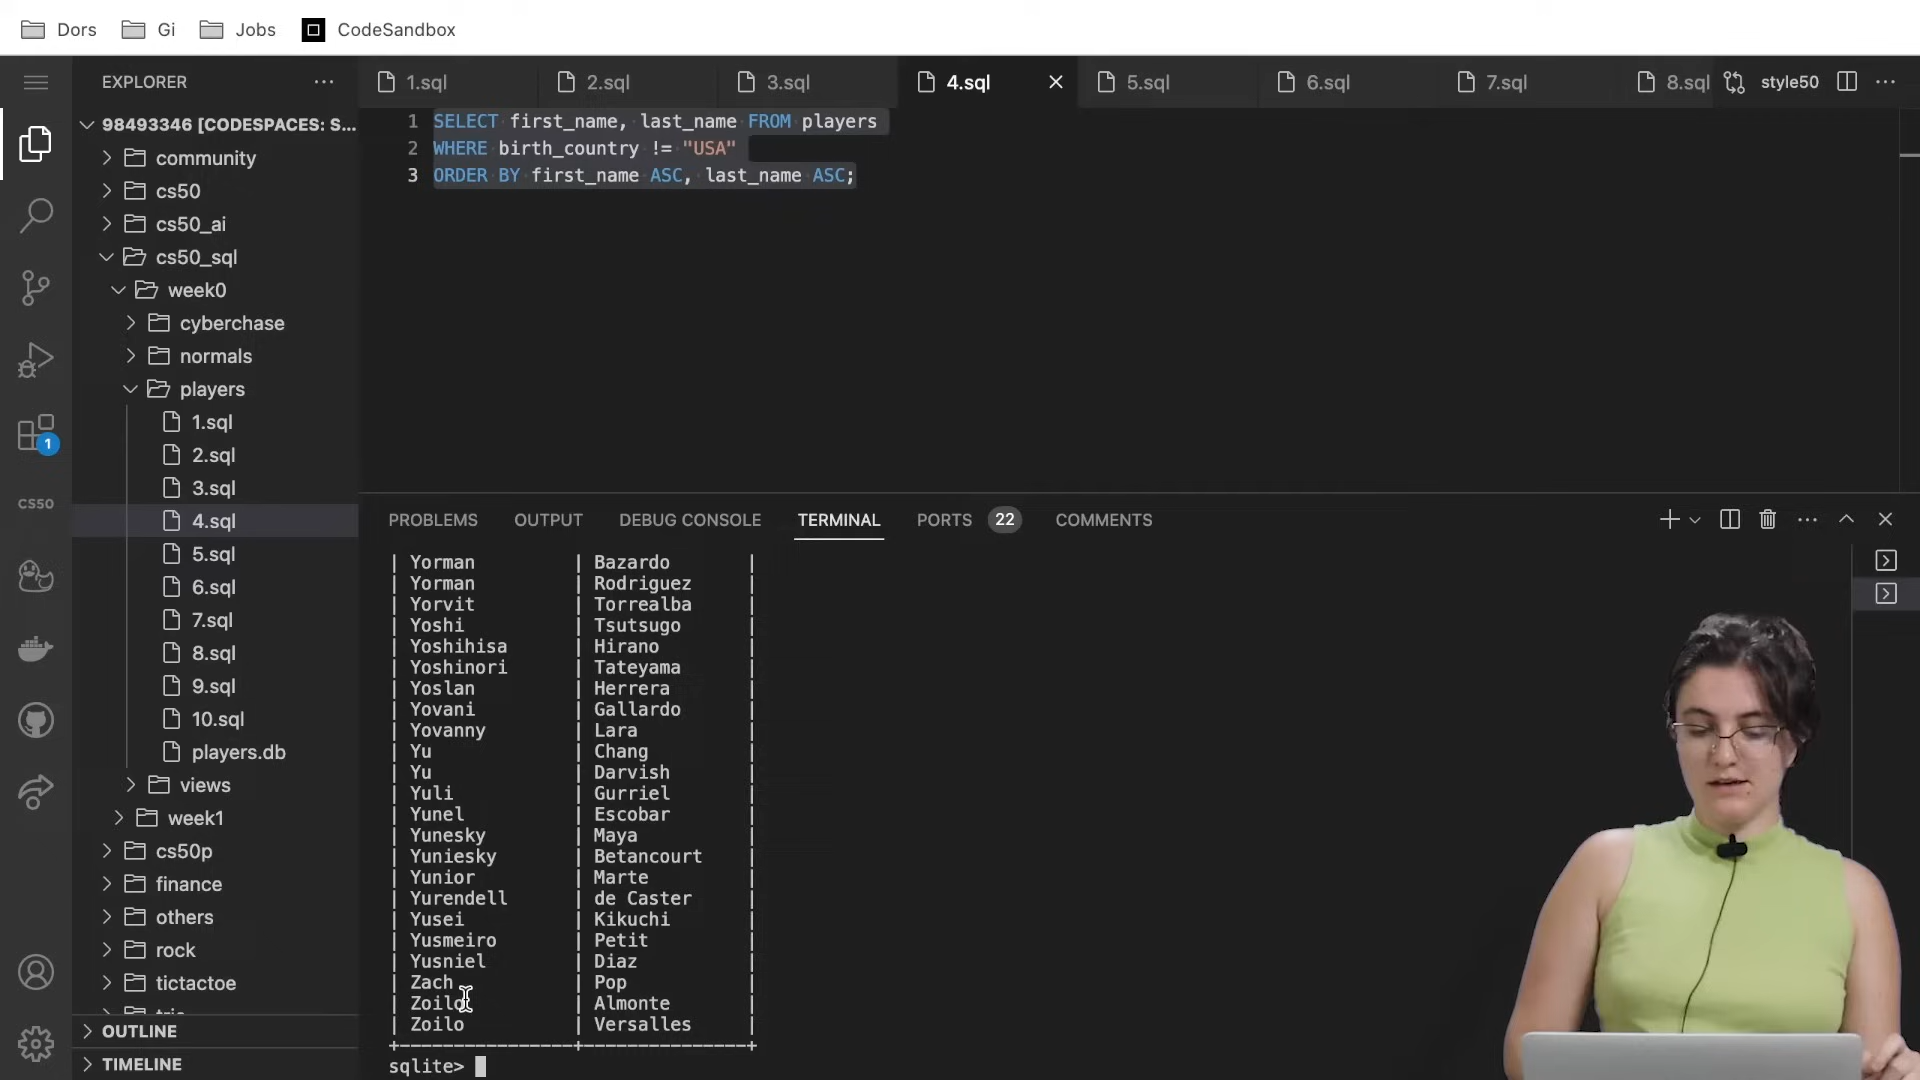 Dors Gi Jobs CodeSandbox
EXPLORER
1.sql 2.sql 3.sql 4.sql 5.sql 6.sql 7.sql 8.sql style50
98493346 [CODESPACES: S...
community
cs50
cs50_ai
cs50_sql
week0
cyberchase
normals
players
1.sql
2.sql
3.sql
4.sql
5.sql
6.sql
7.sql
8.sql
9.sql
10.sql
players.db
views
week1
cs50p
finance
others
rock
tictactoe
OUTLINE
TIMELINE
1
CS50
1 SELECT first_name, last_name FROM players
2 WHERE birth_country != "USA"
3 ORDER BY first_name ASC, last_name ASC;
PROBLEMS OUTPUT DEBUG CONSOLE TERMINAL PORTS 22 COMMENTS
| Yorman | Bazardo |
| Yorman | Rodriguez |
| Yorvit | Torrealba |
| Yoshi | Tsutsugo |
| Yoshihisa | Hirano |
| Yoshinori | Tateyama |
| Yoslan | Herrera |
| Yovani | Gallardo |
| Yovanny | Lara |
| Yu | Chang |
| Yu | Darvish |
| Yuli | Gurriel |
| Yunel | Escobar |
| Yunesky | Maya |
| Yuniesky | Betancourt |
| Yunior | Marte |
| Yurendell | de Caster |
| Yusei | Kikuchi |
| Yusmeiro | Petit |
| Yusniel | Diaz |
| Zach | Pop |
| Zoilo | Almonte |
| Zoilo | Versalles |
sqlite>